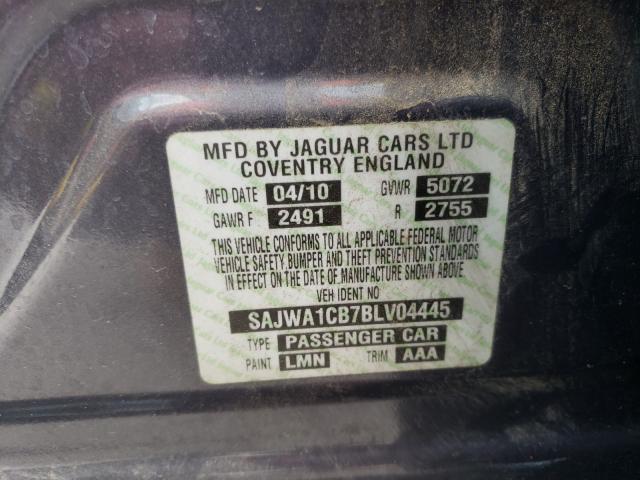 MFD BY JAGUAR CARS LTD
COVENTRY ENGLAND
MFD DATE 04/10 GVWR 5072
GAWR F 2491 R 2755
THIS VEHICLE CONFORMS TO ALL APPLICABLE FEDERAL MOTOR
VEHICLE SAFETY, BUMPER AND THEFT PREVENTION STANDARDS
IN EFFECT ON THE DATE OF MANUFACTURE SHOWN ABOVE
VEH IDENT NO
SAJWA1CB7BLV04445
TYPE PASSENGER CAR
PAINT LMN TRIM AAA